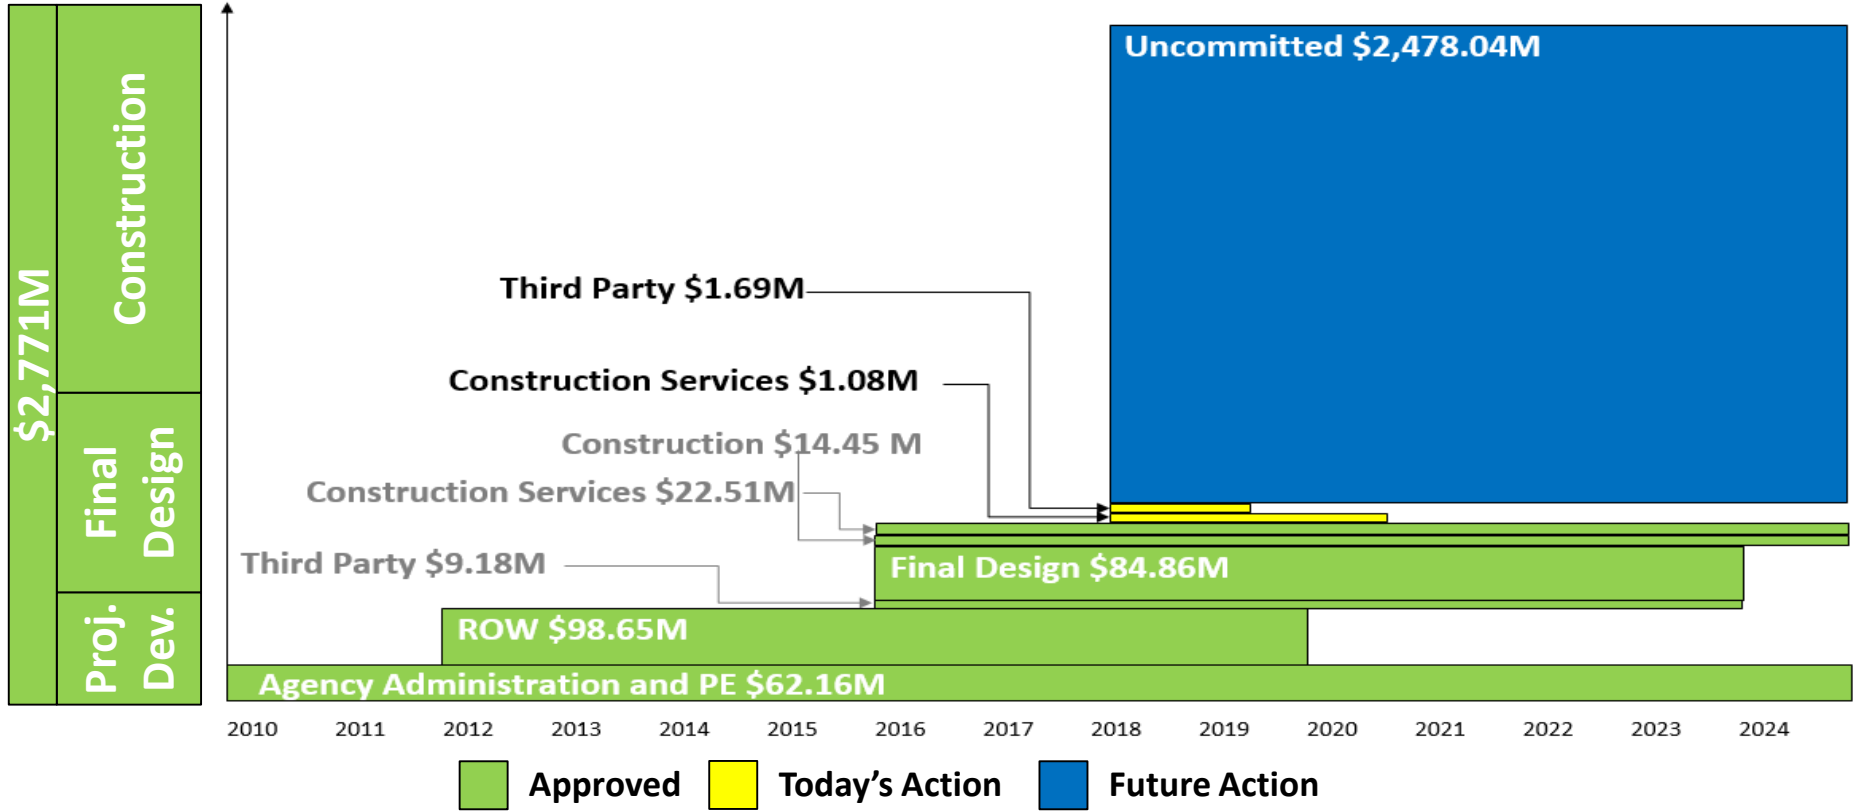 $2,771M
Construction
Final
Design
Proj.
Dev.
Uncommitted $2,478.04M
Third Party $1.69M
Construction Services $1.08M
Construction $14.45 M
Construction Services $22.51M
Third Party $9.18M
Final Design $84.86M
ROW $98.65M
Agency Administration and PE $62.16M
2010 2011 2012 2013 2014 2015 2016 2017 2018 2019 2020 2021 2022 2023 2024
Approved Today's Action Future Action